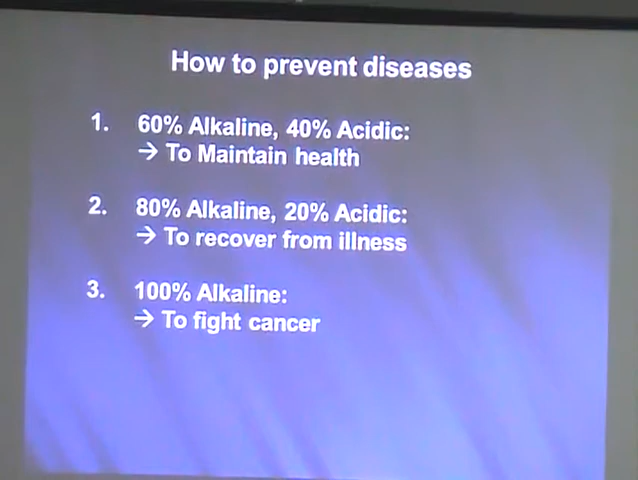 How to prevent diseases
1. 60% Alkaline, 40% Acidic:
→ To Maintain health
2. 80% Alkaline, 20% Acidic:
→ To recover from illness
3. 100% Alkaline:
→ To fight cancer